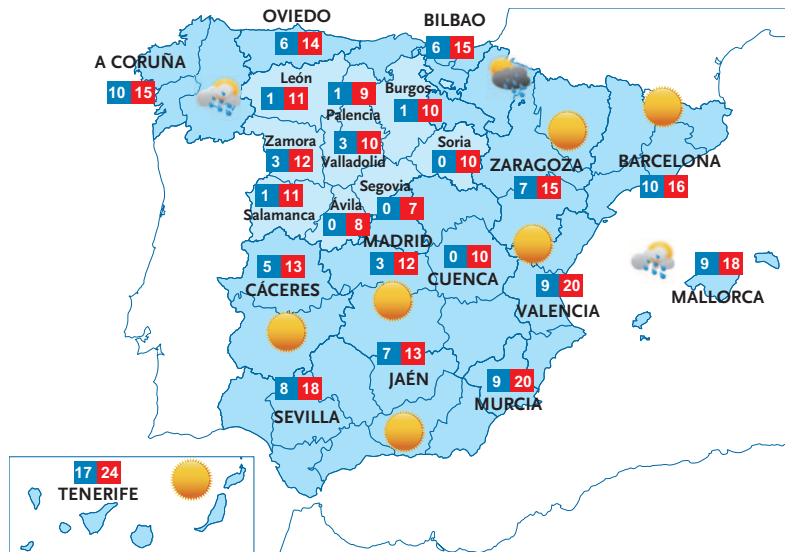 OVIEDO
6 14
BILBAO
6 15
A CORUÑA
10 15
León
1 11
1 9
Palencia
Burgos
1 10
Zamora
3 12
3 10
Valladolid
Soria
0 10
ZARAGOZA
7 15
BARCELONA
10 16
1 11
Salamanca
Ávila
0 8
Segovia
0 7
MADRID
3 12
0 10
CUENCA
5 13
CÁCERES
9 20
VALENCIA
9 18
MALLORCA
7 13
JAÉN
8 18
SEVILLA
9 20
MURCIA
17 24
TENERIFE